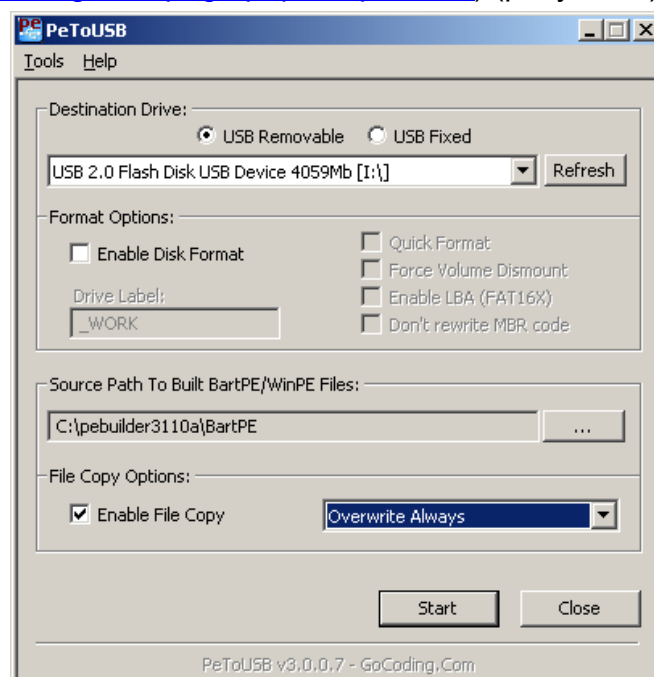 PeToUSB
Tools Help
Destination Drive:
USB Removable USB Fixed
USB 2.0 Flash Disk USB Device 4059Mb [I:\] Refresh
Format Options:
Enable Disk Format
Quick Format
Force Volume Dismount
Drive Label:
Enable LBA (FAT16X)
_WORK
Don't rewrite MBR code
Source Path To Built BartPE/WinPE Files:
C:\pebuilder3110a\BartPE ...
File Copy Options:
Enable File Copy Overwrite Always
Start Close
PeToUSB v3.0.0.7 - GoCoding.Com